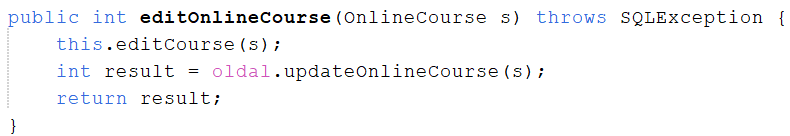 public int editOnlineCourse(OnlineCourse s) throws SQLException {
    this.editCourse(s);
    int result = oldal.updateOnlineCourse(s);
    return result;
}